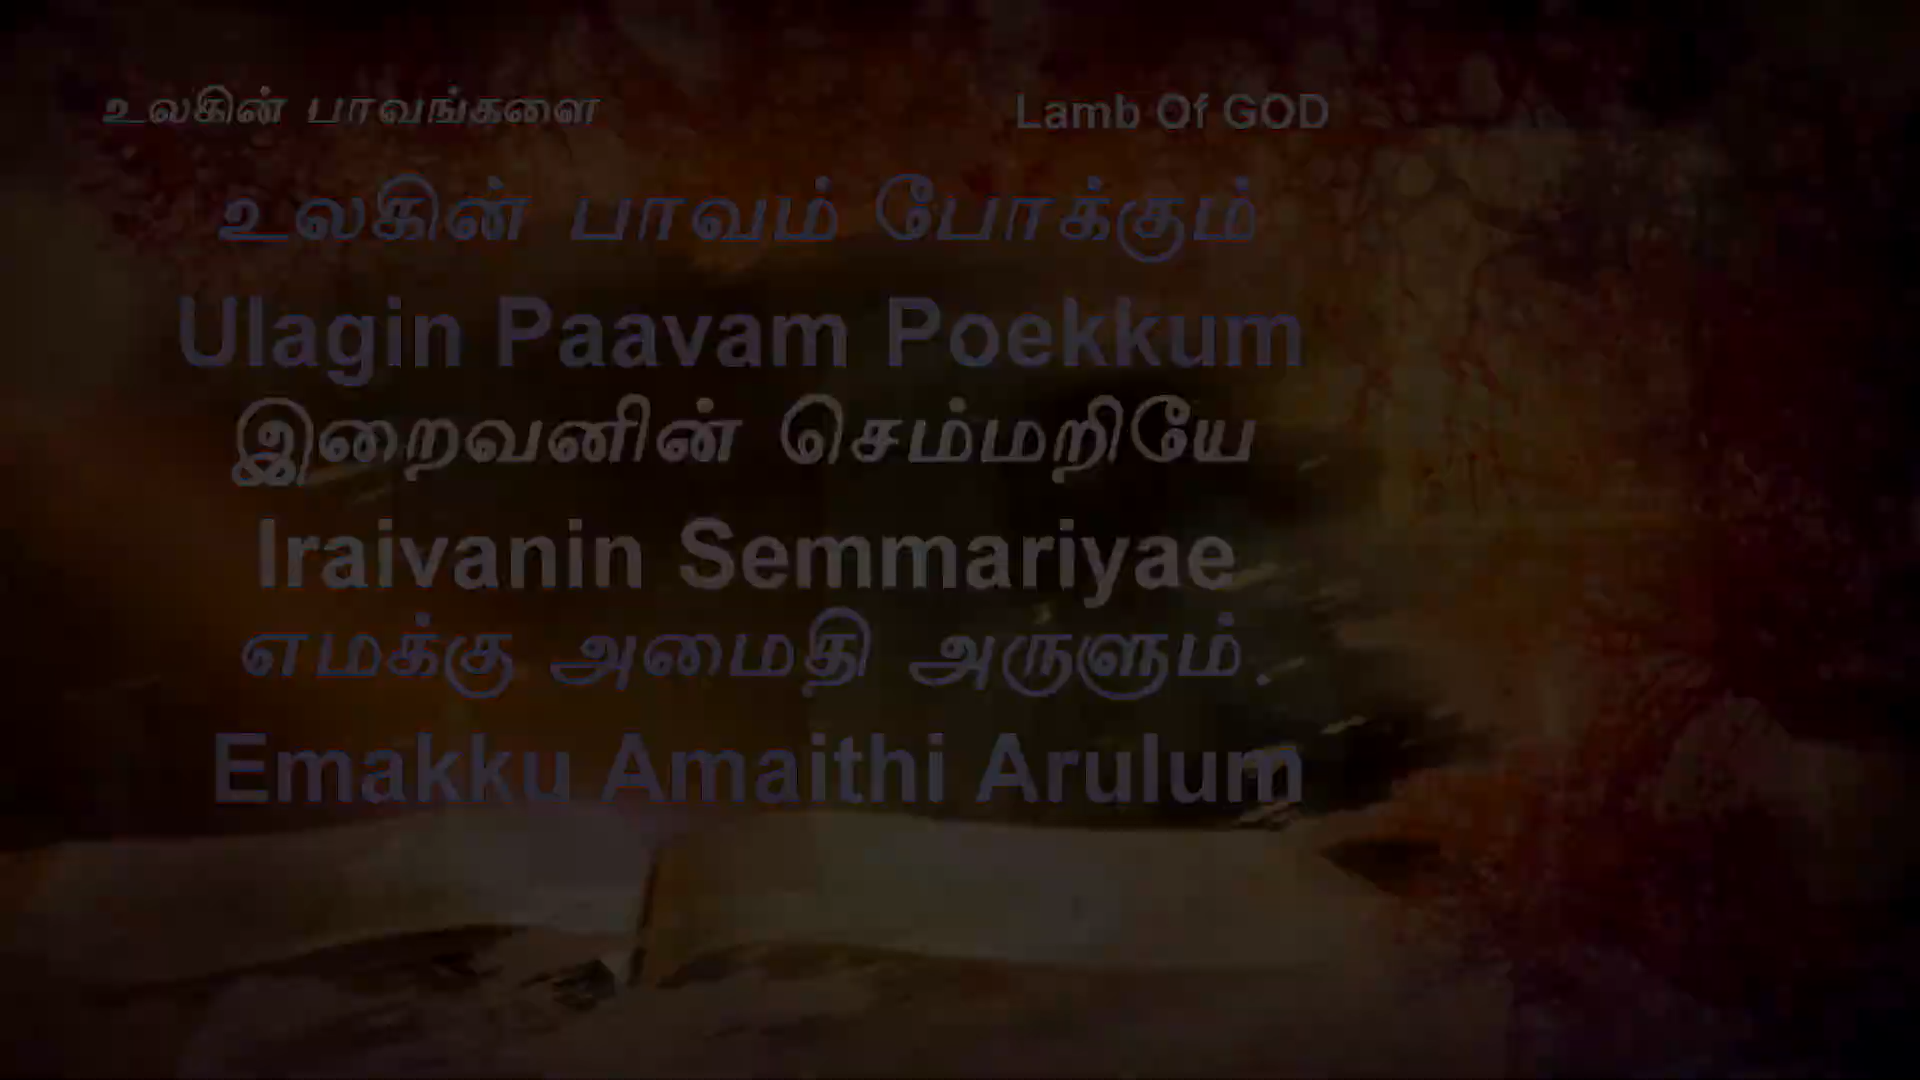 உலகின் பாவங்களை Lamb Of GOD
உலகின் பாவம் போக்கும்
Ulagin Paavam Poekkum
இறைவனின் செம்மறியே
Iraivanin Semmariyae
எமக்கு அமைதி அருளும்.
Emakku Amaithi Arulum